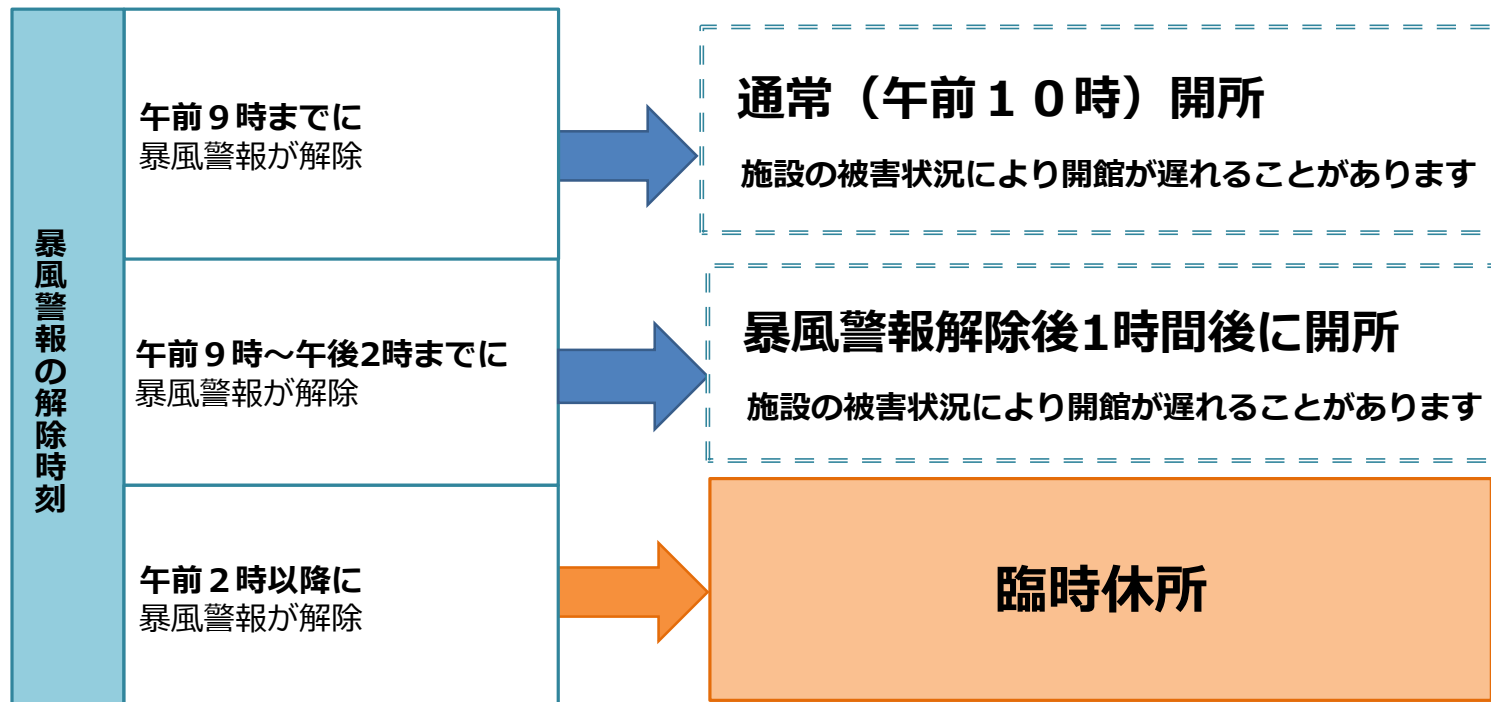 暴風警報の解除時刻
午前９時までに
暴風警報が解除
通常（午前１０時）開所
施設の被害状況により開館が遅れることがあります
午前９時～午後2時までに
暴風警報が解除
暴風警報解除後1時間後に開所
施設の被害状況により開館が遅れることがあります
午前２時以降に
暴風警報が解除
臨時休所